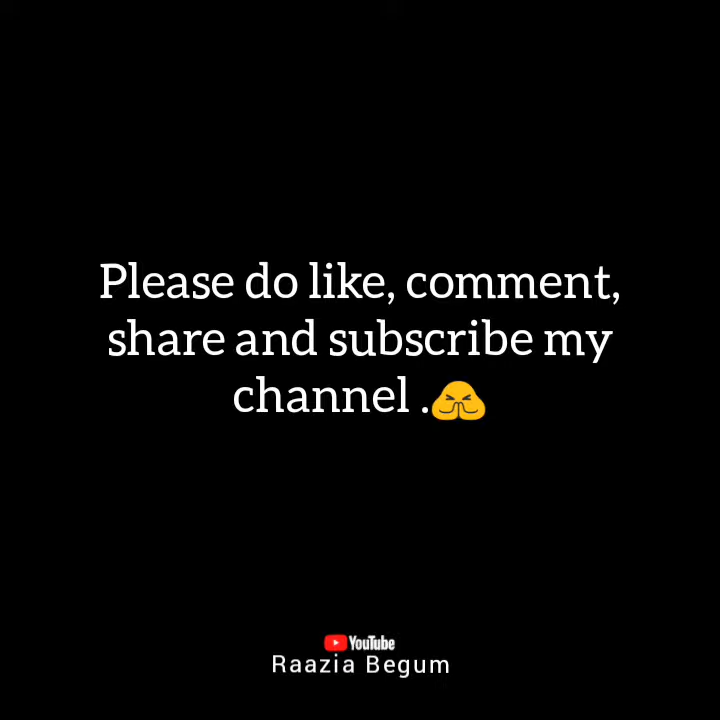 Please do like, comment,
share and subscribe my
channel .🙏
YouTube
Raazia Begum